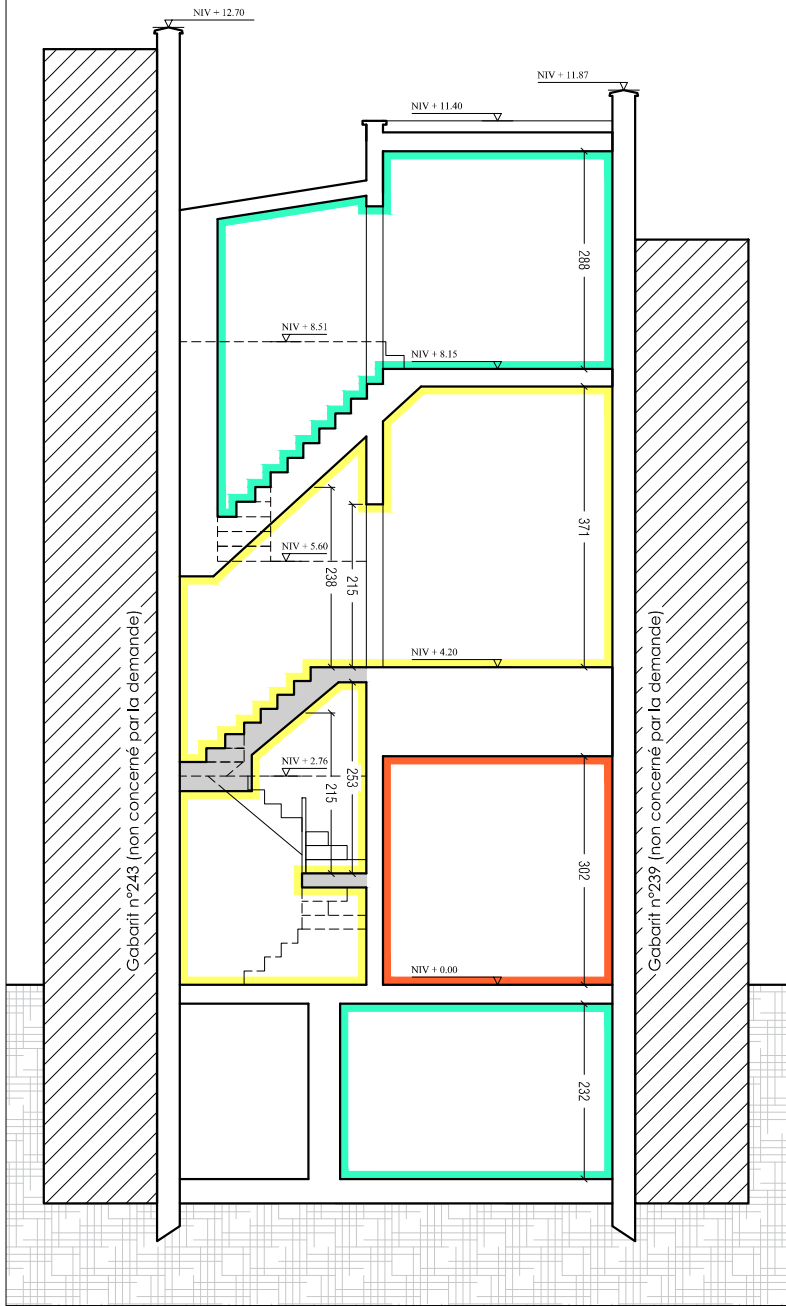 NIV + 12.70
NIV + 11.87
NIV + 11.40
288
NIV + 8.51
NIV + 8.15
371
NIV + 5.60
238
215
NIV + 4.20
Gabarit n°243 (non concerné par la demande)
Gabarit n°239 (non concerné par la demande)
NIV + 2.76
253
215
302
NIV + 0.00
232